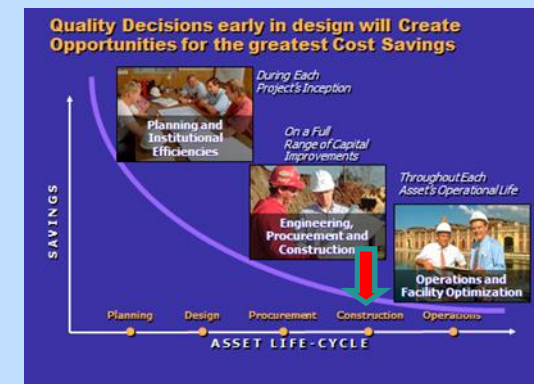 Quality Decisions early in design will Create
Opportunities for the greatest Cost Savings
During Each
Project's Inception
Planning and
Institutional
Efficiencies
On a Full
Range of Capital
Improvements
Engineering,
Procurement and
Construction
Throughout Each
Asset's Operational Life
Operations and
Facility Optimization
SAVINGS
Planning Design Procurement Construction Operations
ASSET LIFE-CYCLE